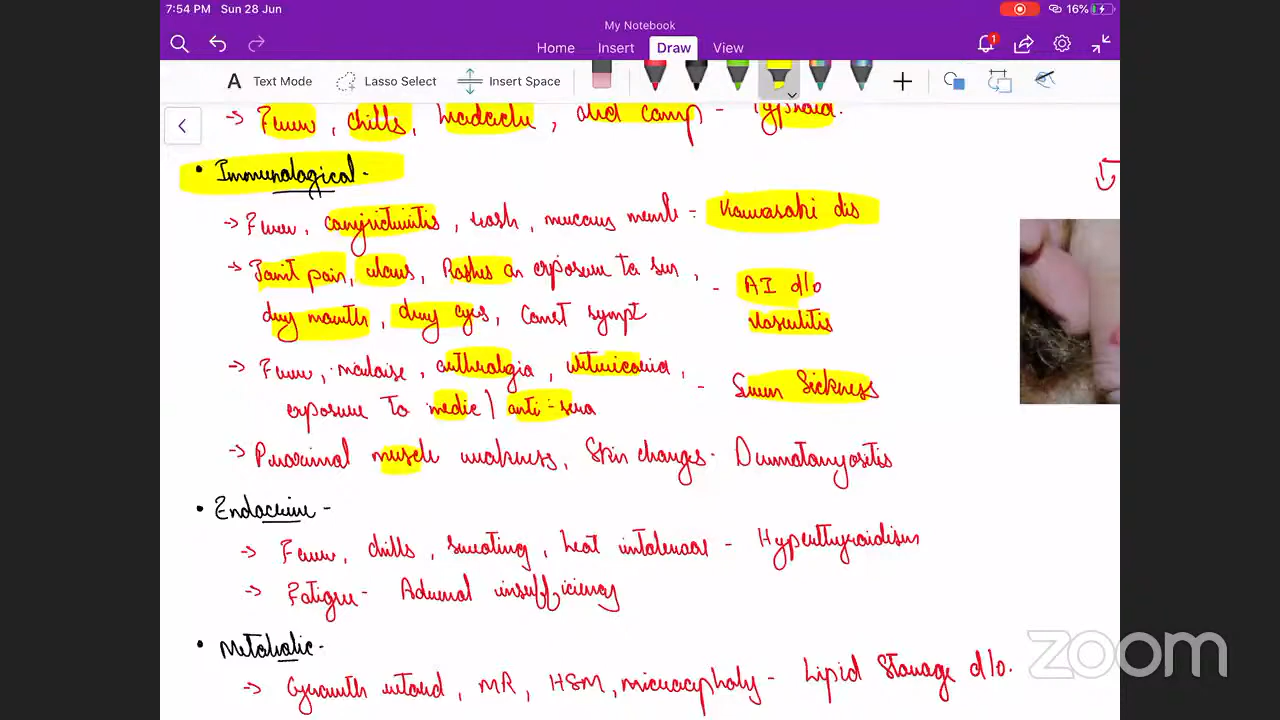 7:54 PM Sun 28 Jun
16%
My Notebook
Home Insert Draw View
1
A Text Mode Lasso Select Insert Space
→ Fever, chills, headache, abd camp - Typhoid.
• Immunological -
→ Fever, conjuctivitis, rash, mucous memb - Kawasaki dis
→ Joint pain, ulcers, Rashes on exposure to sun, - AI d/o
dry mouth, dry eyes, Const sympt vasculitis
→ Fever, malaise, arthralgia, urticaria, - Serum Sickness
exposure to medic / anti-sera
→ Proximal muscle weakness, Skin changes - Dermatomyositis
• Endocrine -
→ Fever, chills, sweating, heat intolerance - Hyperthyroidism
→ Fatigue - Adrenal insufficiency
• Metabolic -
→ Growth retard, MR, HSM, microcephaly - Lipid Storage d/o.
zoom